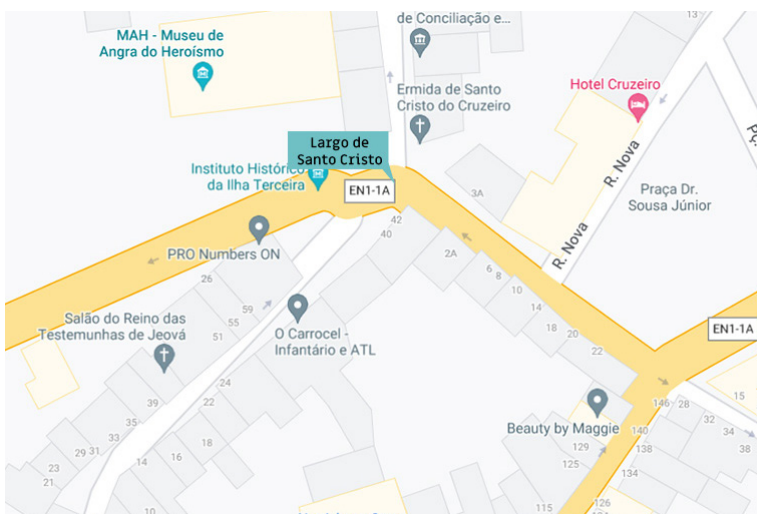 de Conciliação e...
13
MAH - Museu de
Angra do Heroísmo
Ermida de Santo
Cristo do Cruzeiro
Hotel Cruzeiro
Largo de
Santo Cristo
Instituto Histórico
da Ilha Terceira
EN1-1A
3A
R. Nova
Praça Dr.
Sousa Júnior
42
40
2A
R. Nova
PRO Numbers ON
6
8
10
14
18
20
22
26
59
55
51
EN1-1A
Salão do Reino das
Testemunhas de Jeová
O Carrocel -
Infantário e ATL
24
22
39
35
33
31
29
23
21
18
16
14
10
Beauty by Maggie
15
146
28
32
34
38
140
138
134
129
125
126
115